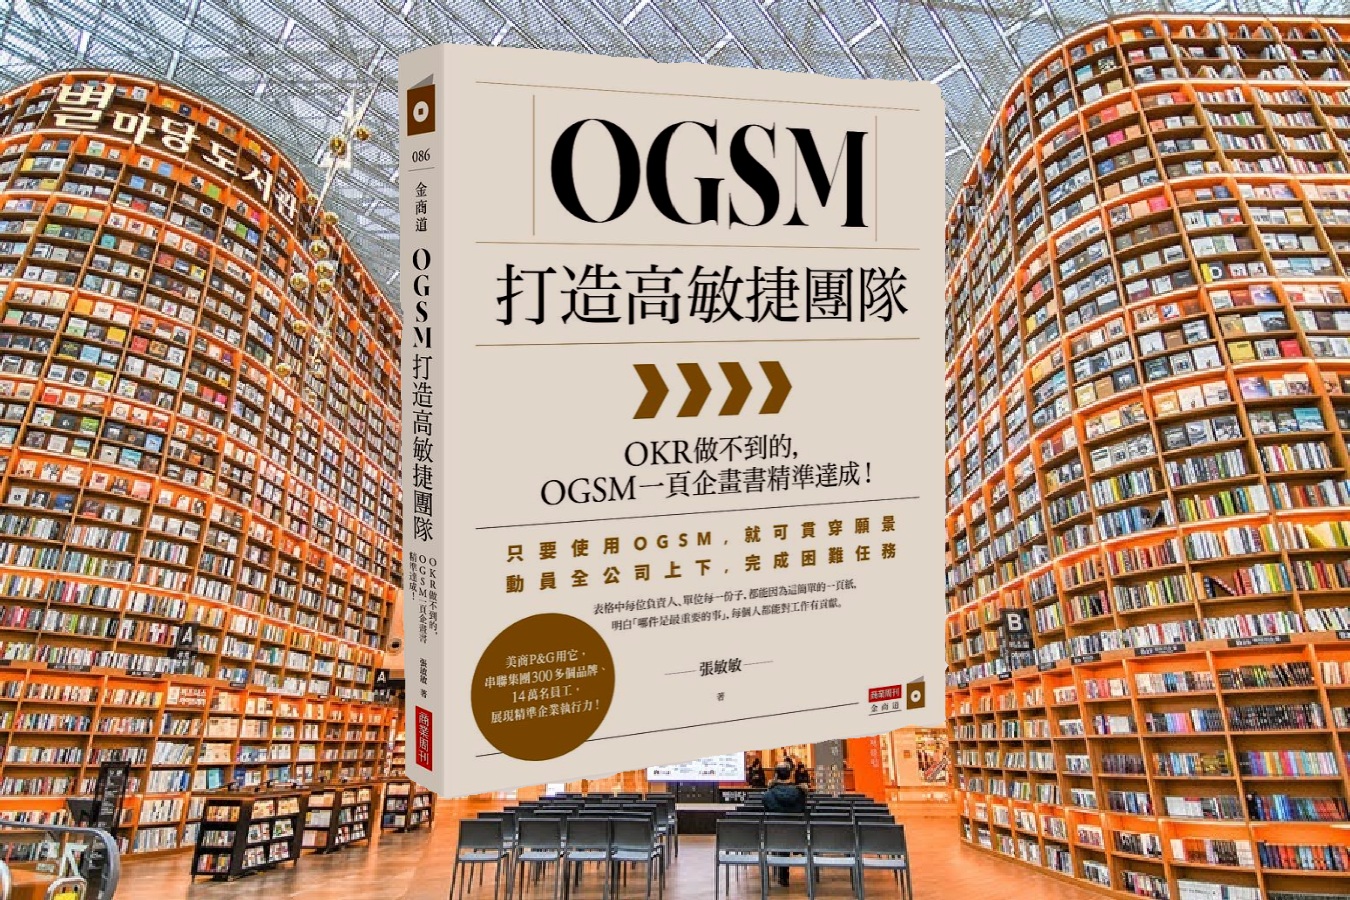 별마당 도서관
086
金商道
OGSM打造高敏捷團隊
OKR做不到的,
OGSM一頁企畫書
精準達成!
張敏敏 著
商業周刊
OGSM
打造高敏捷團隊
OKR做不到的,
OGSM一頁企畫書精準達成!
只要使用OGSM,就可貫穿願景
動員全公司上下,完成困難任務
表格中每位負責人、單位每一份子,都能因為這簡單的一頁紙,
明白「哪件是最重要的事」,每個人都能對工作有貢獻。
美商P&G用它,
串聯集團300多個品牌、
14萬名員工,
展現精準企業執行力!
張敏敏
著
商業周刊
金商道
A
A
B